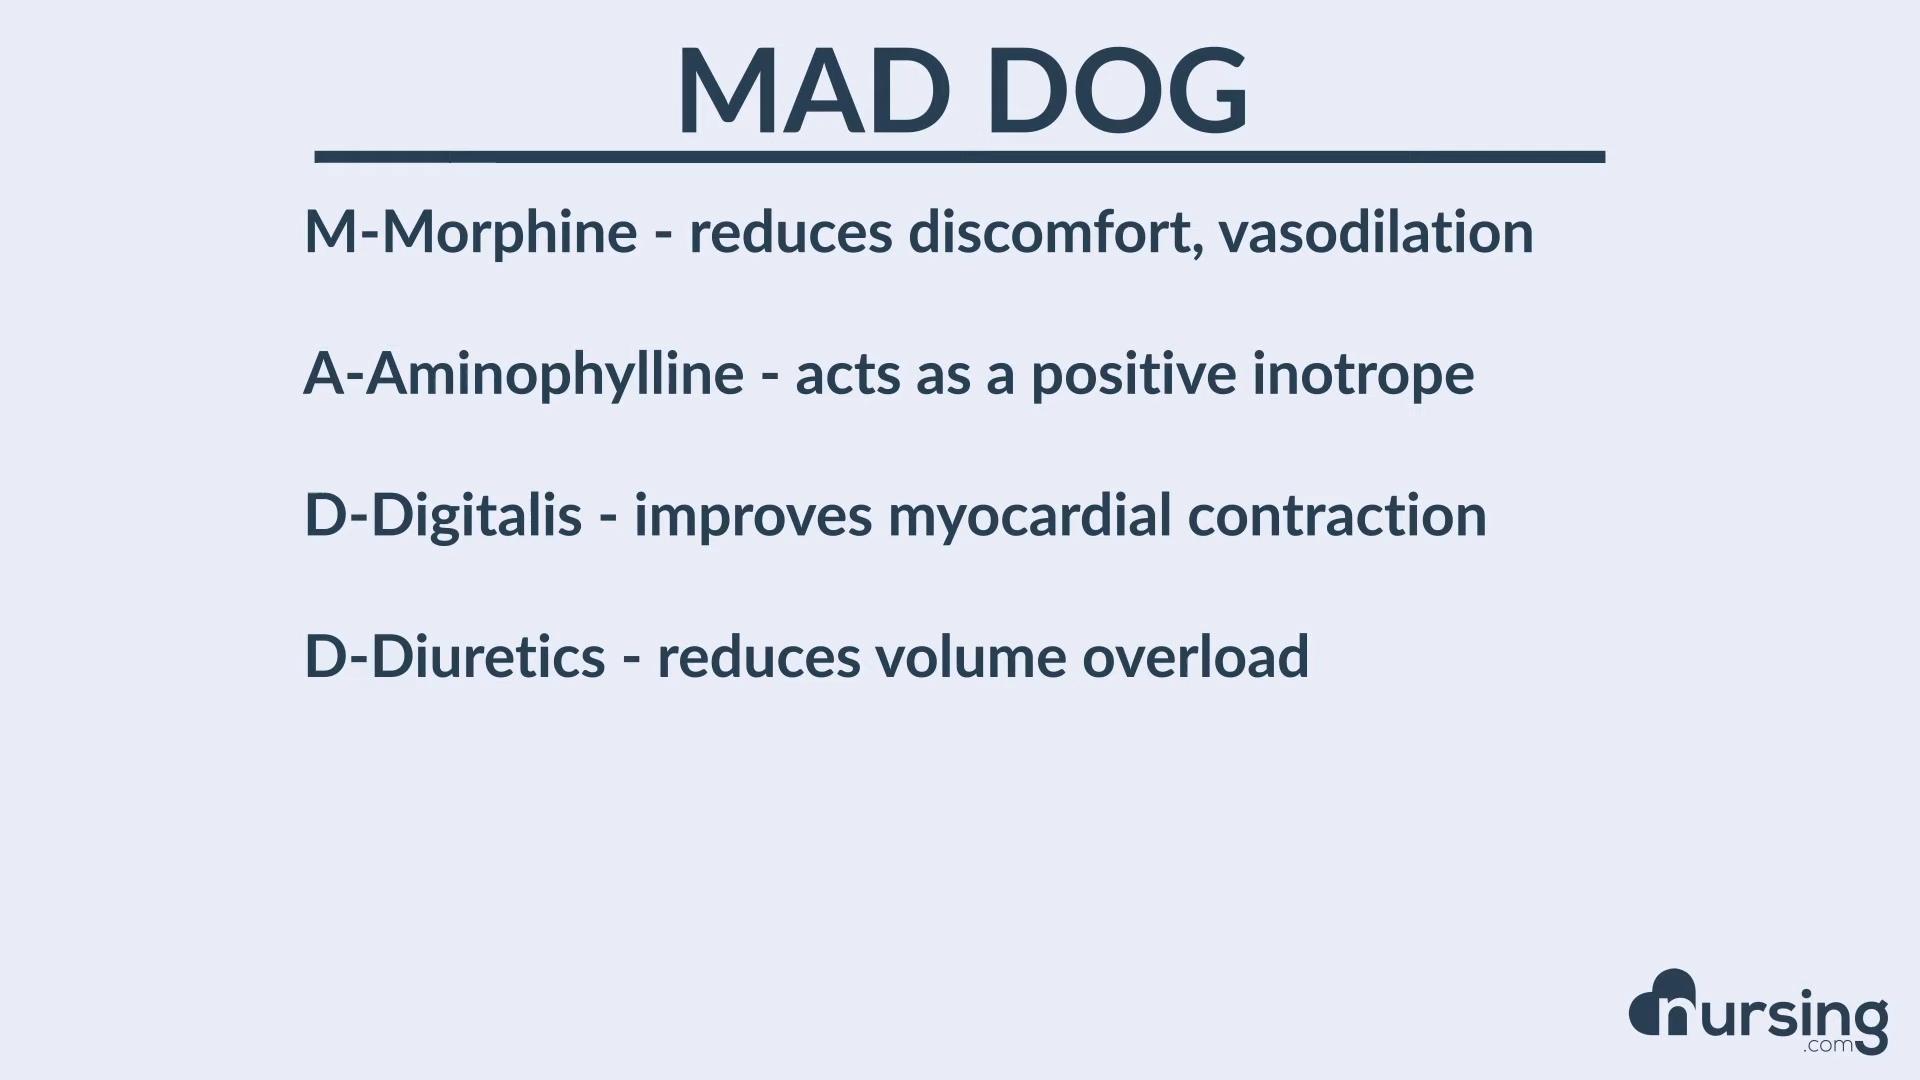 MAD DOG
M-Morphine - reduces discomfort, vasodilation
A-Aminophylline - acts as a positive inotrope
D-Digitalis - improves myocardial contraction
D-Diuretics - reduces volume overload
nursing
.com